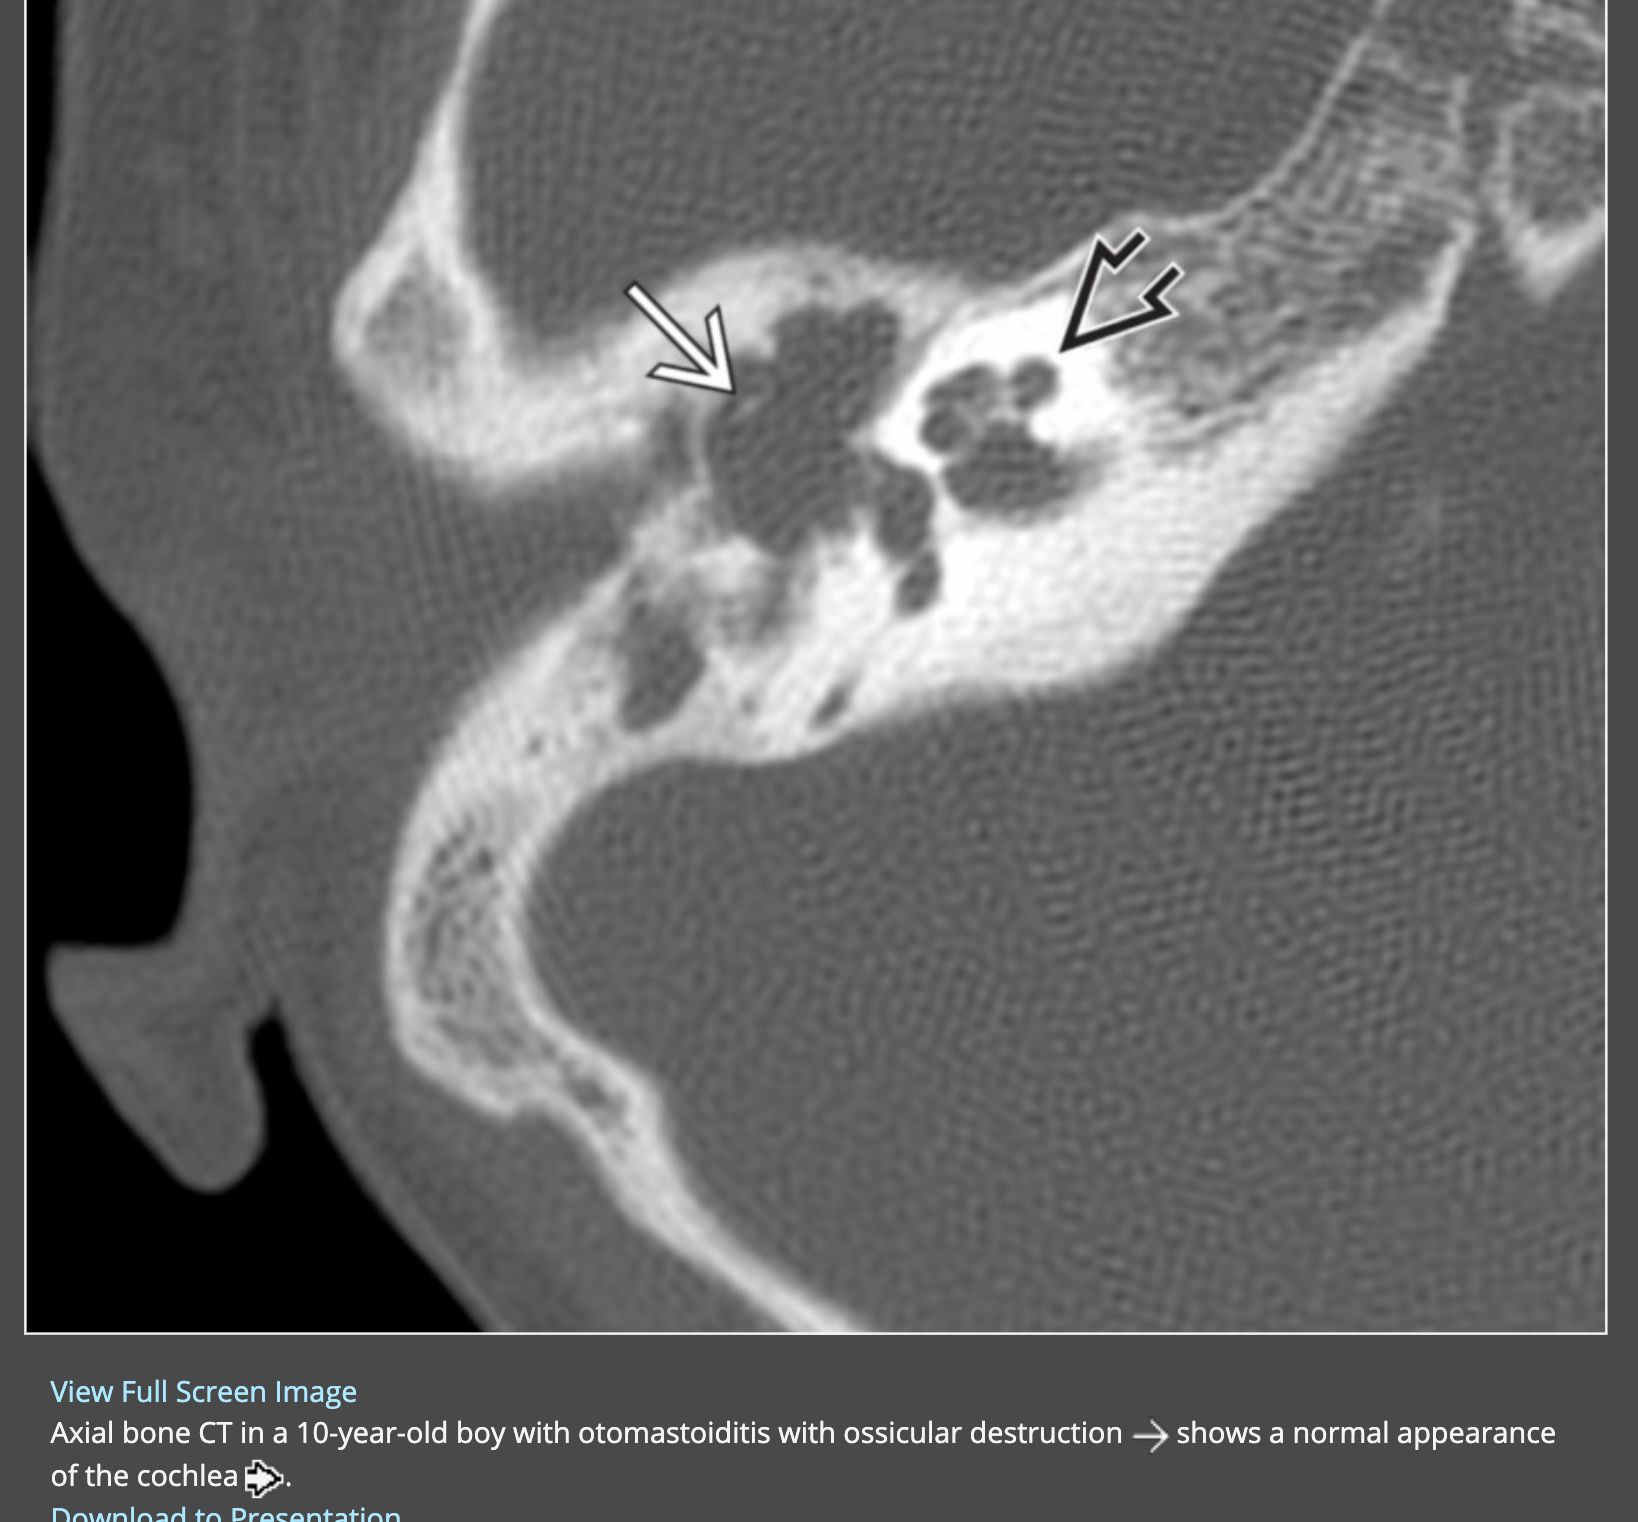 View Full Screen Image
Axial bone CT in a 10-year-old boy with otomastoiditis with ossicular destruction → shows a normal appearance
of the cochlea ⇨.
Download to Presentation